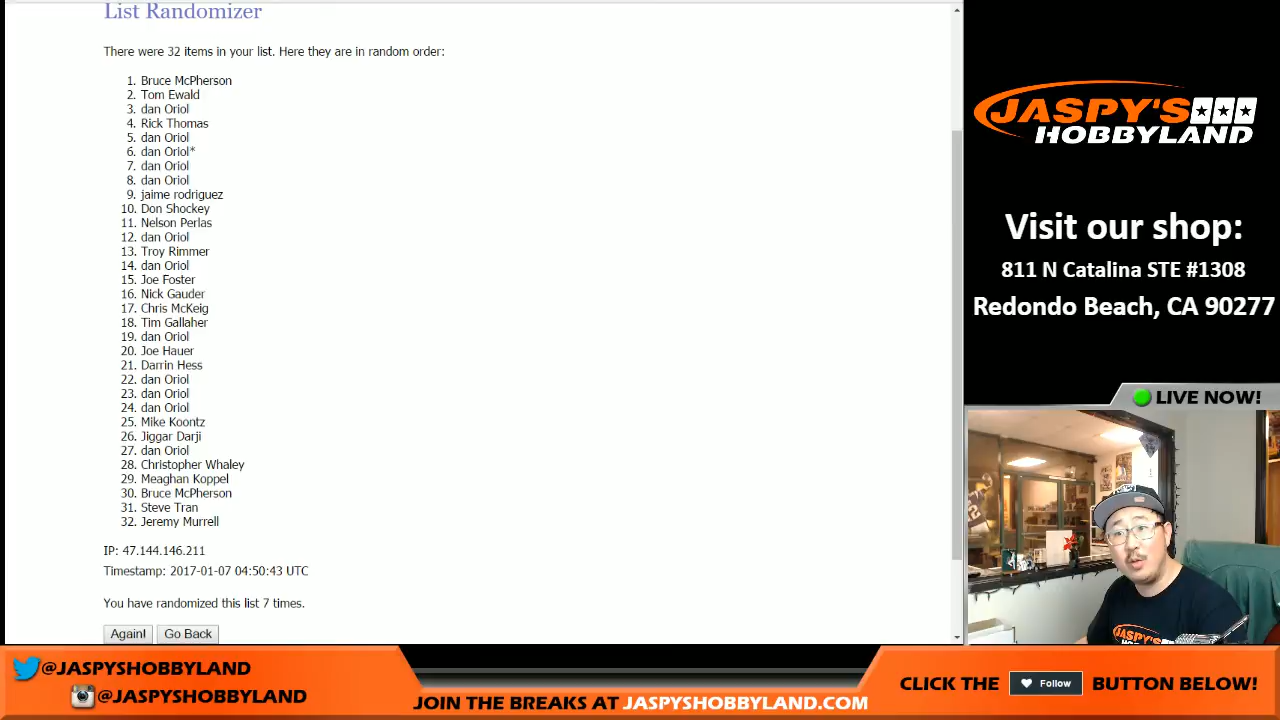 List Randomizer
There were 32 items in your list. Here they are in random order:
1. Bruce McPherson
2. Tom Ewald
3. dan Oriol
4. Rick Thomas
5. dan Oriol
6. dan Oriol*
7. dan Oriol
8. dan Oriol
9. jaime rodriguez
10. Don Shockey
11. Nelson Perlas
12. dan Oriol
13. Troy Rimmer
14. dan Oriol
15. Joe Foster
16. Nick Gauder
17. Chris McKeig
18. Tim Gallaher
19. dan Oriol
20. Joe Hauer
21. Darrin Hess
22. dan Oriol
23. dan Oriol
24. dan Oriol
25. Mike Koontz
26. Jiggar Darji
27. dan Oriol
28. Christopher Whaley
29. Meaghan Koppel
30. Bruce McPherson
31. Steve Tran
32. Jeremy Murrell
IP: 47.144.146.211
Timestamp: 2017-01-07 04:50:43 UTC
You have randomized this list 7 times.
Again! Go Back
JASPY'S
HOBBYLAND
Visit our shop:
811 N Catalina STE #1308
Redondo Beach, CA 90277
LIVE NOW!
JASPY'S
@JASPYSHOBBYLAND
@JASPYSHOBBYLAND
JOIN THE BREAKS AT JASPYSHOBBYLAND.COM
CLICK THE Follow BUTTON BELOW!